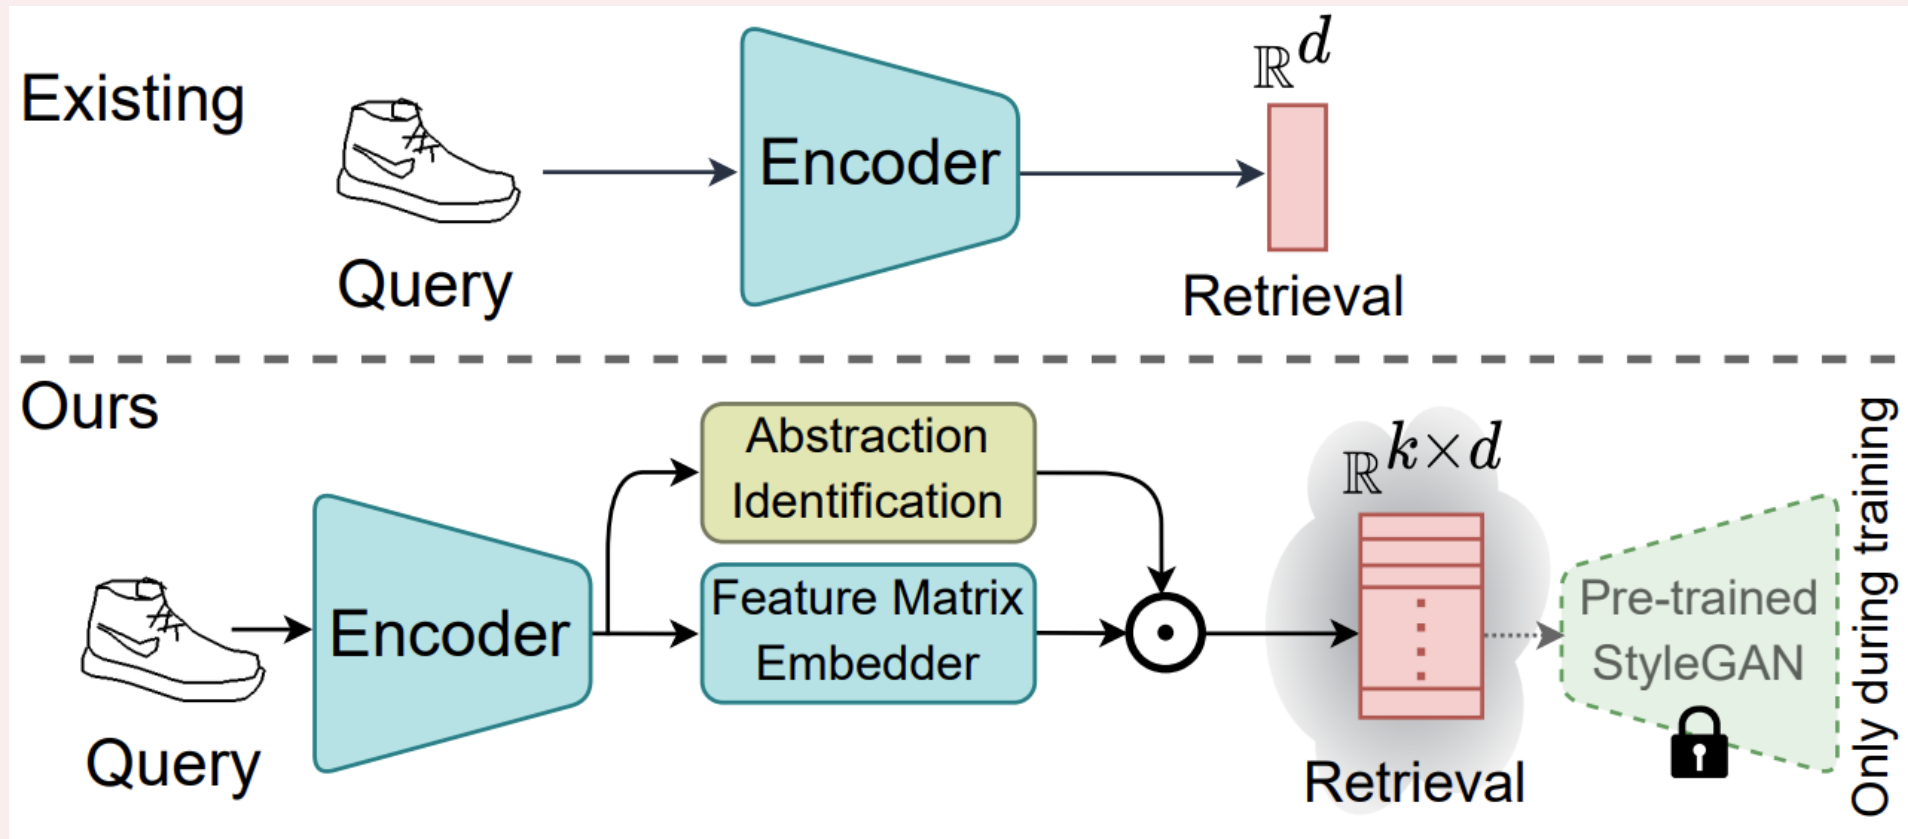 Existing
Query
Encoder
ℝ^d
Retrieval
Ours
Query
Encoder
Abstraction
Identification
Feature Matrix
Embedder
ℝ^{k×d}
Retrieval
Pre-trained
StyleGAN
Only during training